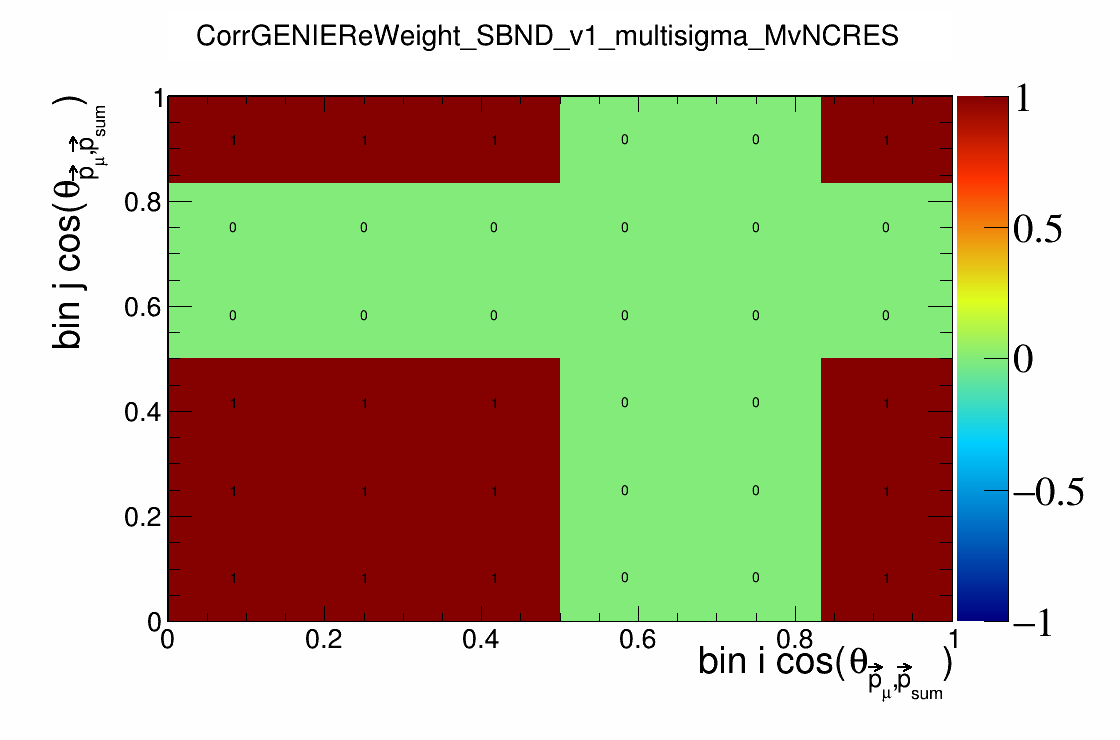 CorrGENIEReWeight_SBND_v1_multisigma_MvNCRES
bin j cos(θp⃗μ,p⃗sum)
1
0.8
0.6
0.4
0.2
0
1 1 1 0 0 1
0 0 0 0 0 0
0 0 0 0 0 0
1 1 1 0 0 1
1 1 1 0 0 1
1 1 1 0 0 1
0 0.2 0.4 0.6 0.8 1
bin i cos(θp⃗μ,p⃗sum)
1
0.5
0
−0.5
−1